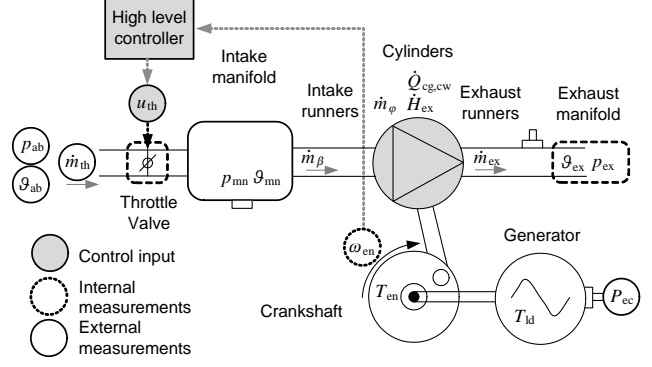 High level
controller
Intake
manifold
Cylinders
Q̇cg,cw
Ḣex
ṁφ
Intake
runners
Exhaust
runners
Exhaust
manifold
uth
pab
ϑab
ṁth
pmn ϑmn
ṁβ
ṁex
ϑex pex
Throttle
Valve
ωen
Generator
Control input
Internal
measurements
External
measurements
Crankshaft
Ten
Tld
Pec